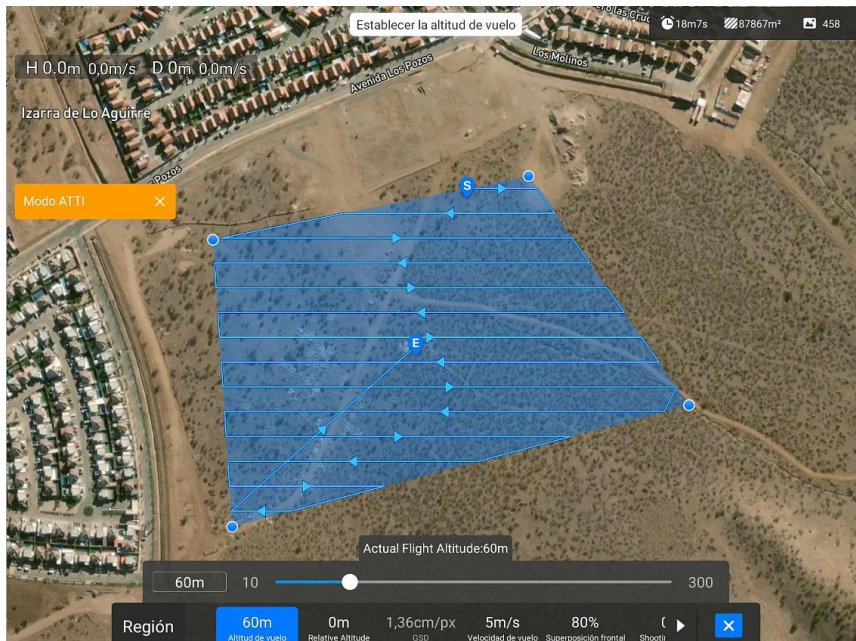 Establecer la altitud de vuelo
18m7s
87867m²
458
H 0.0m 0,0m/s D 0m 0,0m/s
Avenida Los Pozos
Los Molinos
Izarra de Lo Aguirre
Pozos
Modo ATTI
S
E
Actual Flight Altitude:60m
60m
10
300
Región
60m
Altitud de vuelo
0m
Relative Altitude
1,36cm/px
GSD
5m/s
Velocidad de vuelo
80%
Superposición frontal